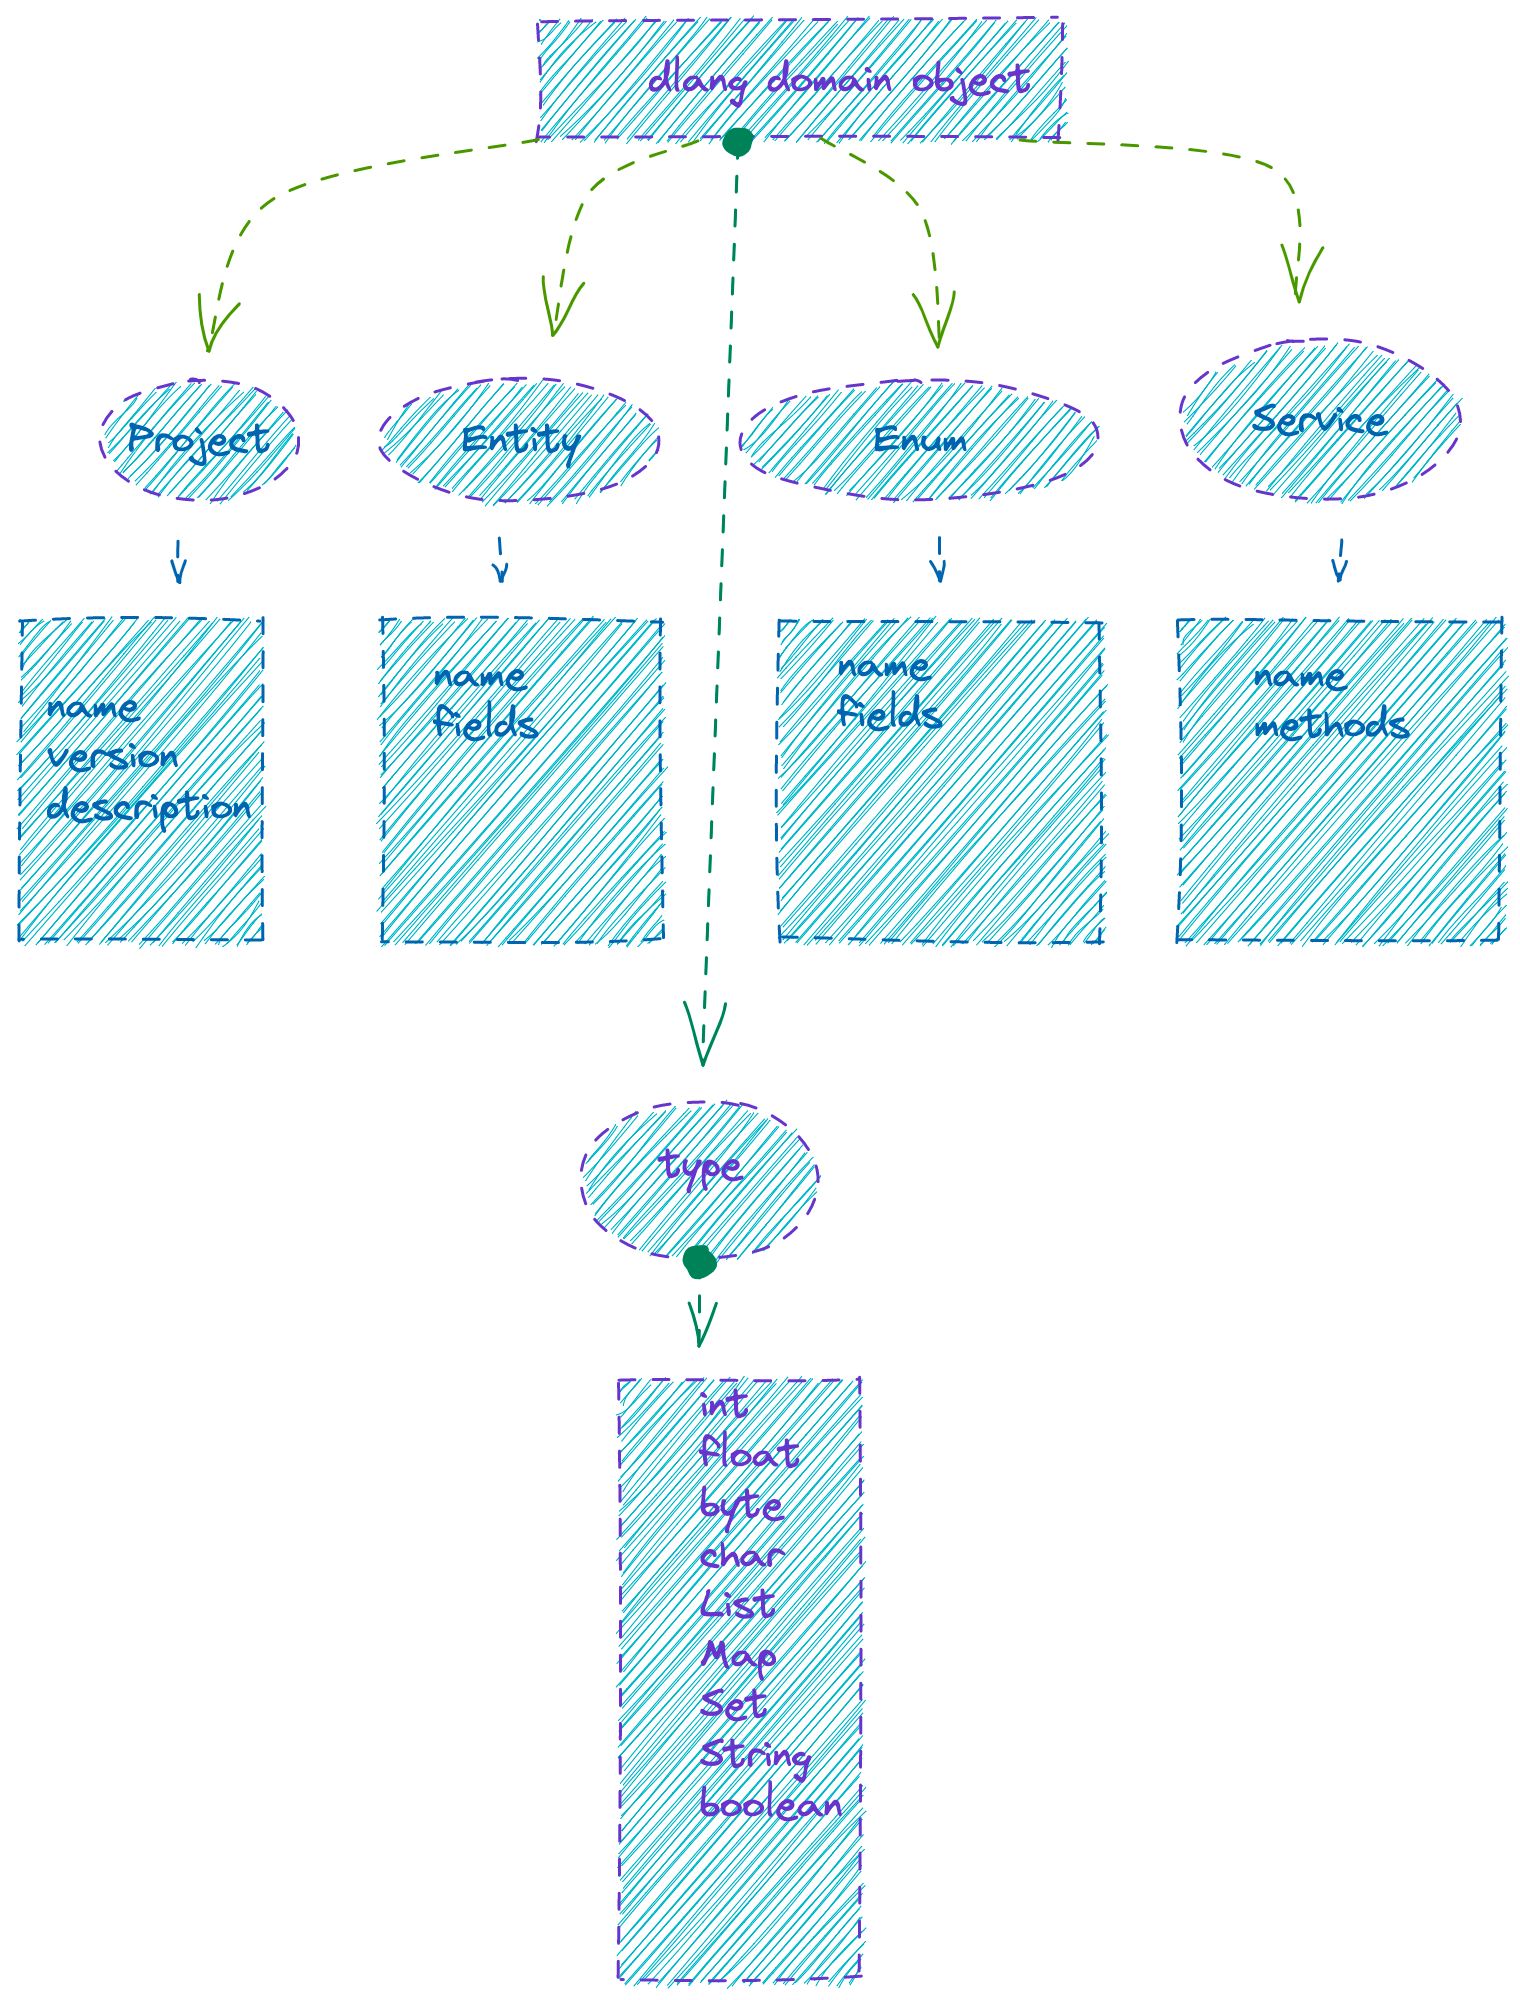 dlang domain object
Project
Entity
Enum
Service
name
version
description
name
fields
name
fields
name
methods
type
int
float
byte
char
List
Map
Set
String
boolean